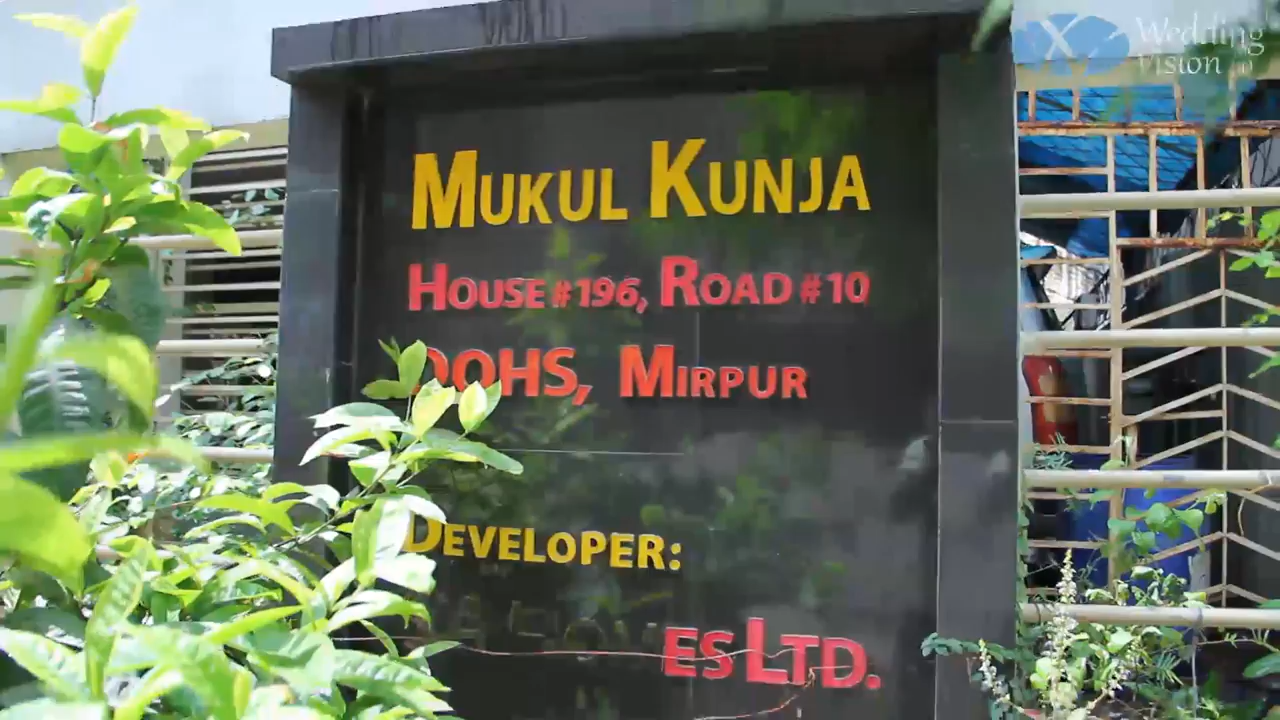 Wedding
Vision
MUKUL KUNJA
HOUSE #196, ROAD #10
DOHS, MIRPUR
DEVELOPER:
ES LTD.